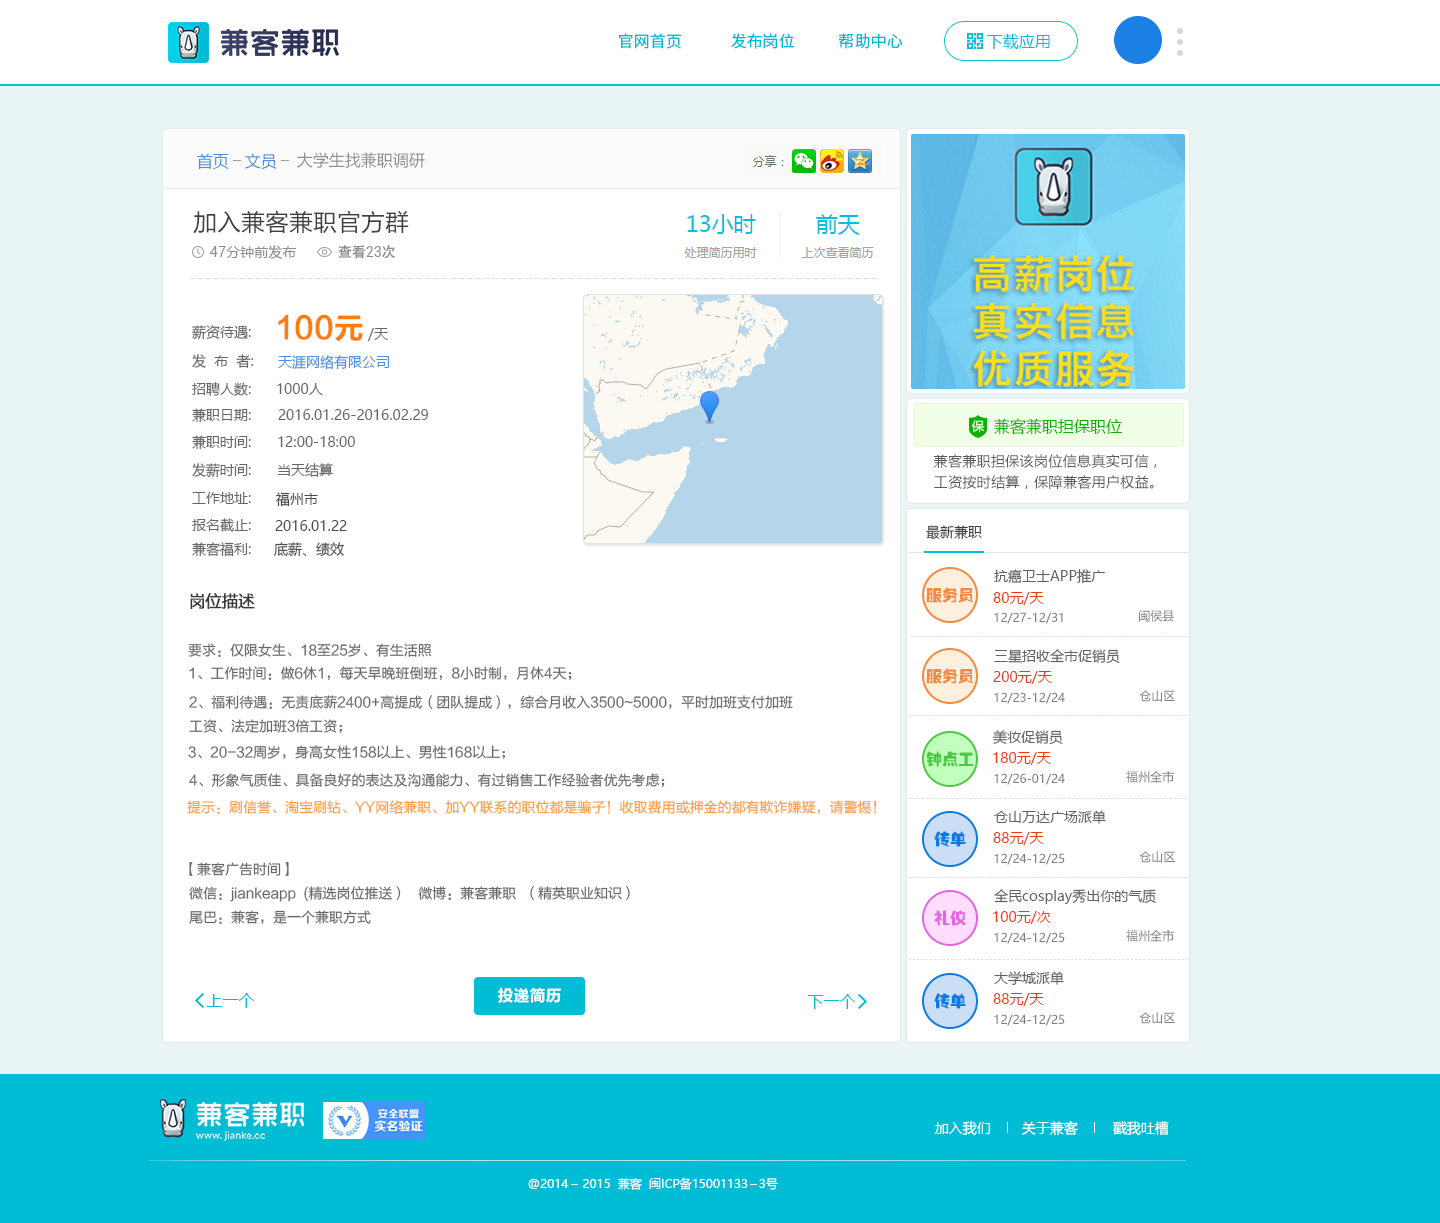 兼客兼职
官网首页
发布岗位
帮助中心
下载应用
首页 – 文员 – 大学生找兼职调研
分享：
加入兼客兼职官方群
47分钟前发布
查看23次
13小时
处理简历用时
前天
上次查看简历
薪资待遇: 100元 /天
发 布 者: 天涯网络有限公司
招聘人数: 1000人
兼职日期: 2016.01.26-2016.02.29
兼职时间: 12:00-18:00
发薪时间: 当天结算
工作地址: 福州市
报名截止: 2016.01.22
兼客福利: 底薪、绩效
岗位描述
要求：仅限女生、18至25岁、有生活照
1、工作时间：做6休1，每天早晚班倒班，8小时制，月休4天；
2、福利待遇：无责底薪2400+高提成（团队提成），综合月收入3500~5000，平时加班支付加班
工资、法定加班3倍工资；
3、20-32周岁，身高女性158以上、男性168以上；
4、形象气质佳、具备良好的表达及沟通能力、有过销售工作经验者优先考虑；
提示：刷信誉、淘宝刷钻、YY网络兼职、加YY联系的职位都是骗子！收取费用或押金的都有欺诈嫌疑，请警惕！
【 兼客广告时间 】
微信：jiankeapp (精选岗位推送） 微博：兼客兼职 （精英职业知识）
尾巴：兼客，是一个兼职方式
上一个
投递简历
下一个
高薪岗位
真实信息
优质服务
保 兼客兼职担保职位
兼客兼职担保该岗位信息真实可信，
工资按时结算，保障兼客用户权益。
最新兼职
服务员
抗癌卫士APP推广
80元/天
12/27-12/31
闽侯县
服务员
三星招收全市促销员
200元/天
12/23-12/24
仓山区
钟点工
美妆促销员
180元/天
12/26-01/24
福州全市
传单
仓山万达广场派单
88元/天
12/24-12/25
仓山区
礼仪
全民cosplay秀出你的气质
100元/次
12/24-12/25
福州全市
传单
大学城派单
88元/天
12/24-12/25
仓山区
兼客兼职
www.jianke.cc
安全联盟
实名验证
加入我们 | 关于兼客 | 戳我吐槽
@2014 – 2015 兼客 闽ICP备15001133 – 3号